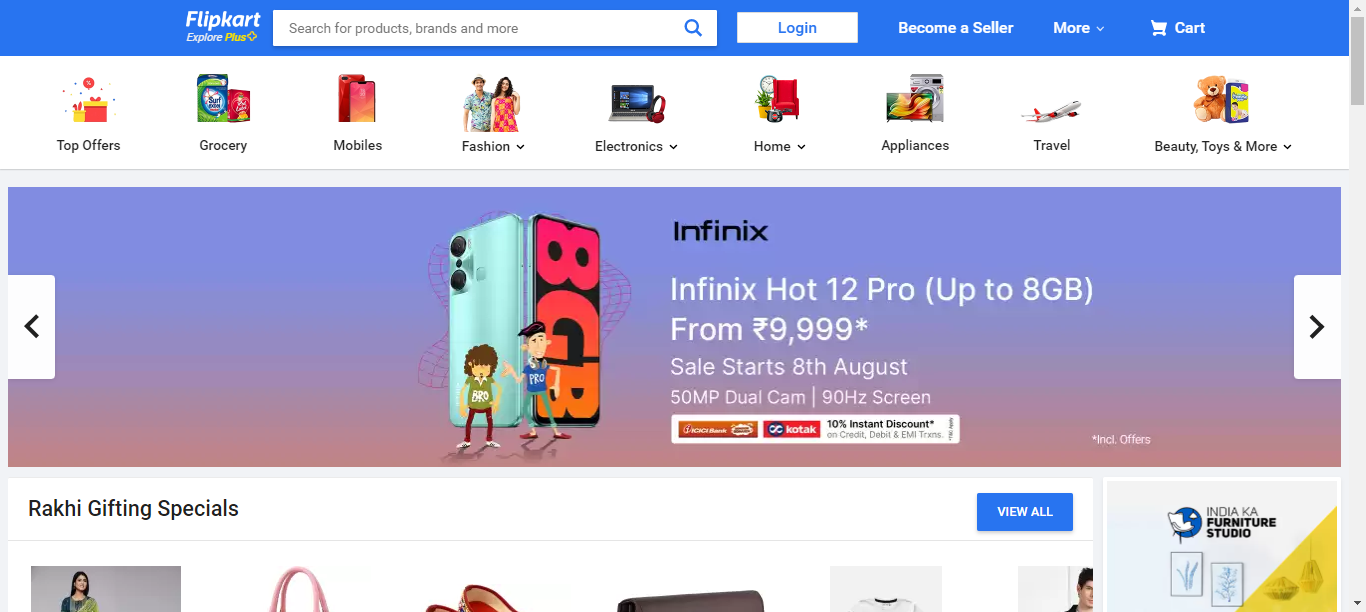 Flipkart
Explore Plus
Search for products, brands and more
Login
Become a Seller
More
Cart
Top Offers
Grocery
Mobiles
Fashion
Electronics
Home
Appliances
Travel
Beauty, Toys & More
Surf excel
Infinix
Infinix Hot 12 Pro (Up to 8GB)
From ₹9,999*
Sale Starts 8th August
50MP Dual Cam | 90Hz Screen
ICICI Bank
kotak
10% Instant Discount*
on Credit, Debit & EMI Trxns.
*T&C Apply
*Incl. Offers
8GB
BRO
PRO
Rakhi Gifting Specials
VIEW ALL
INDIA KA
FURNITURE
STUDIO